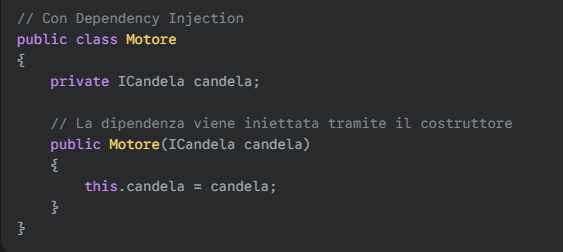 // Con Dependency Injection
public class Motore
{
    private ICandela candela;

    // La dipendenza viene iniettata tramite il costruttore
    public Motore(ICandela candela)
    {
        this.candela = candela;
    }
}